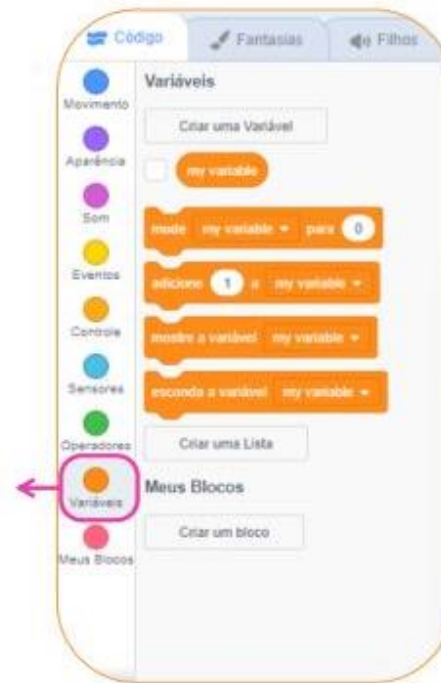 Código Fantasias Filhos
Movimento
Aparência
Som
Eventos
Controle
Sensores
Operadores
Variáveis
Meus Blocos
Variáveis
Criar uma Variável
my variable
mude my variable para 0
adicione 1 a my variable
mostre a variável my variable
esconda a variável my variable
Criar uma Lista
Meus Blocos
Criar um bloco